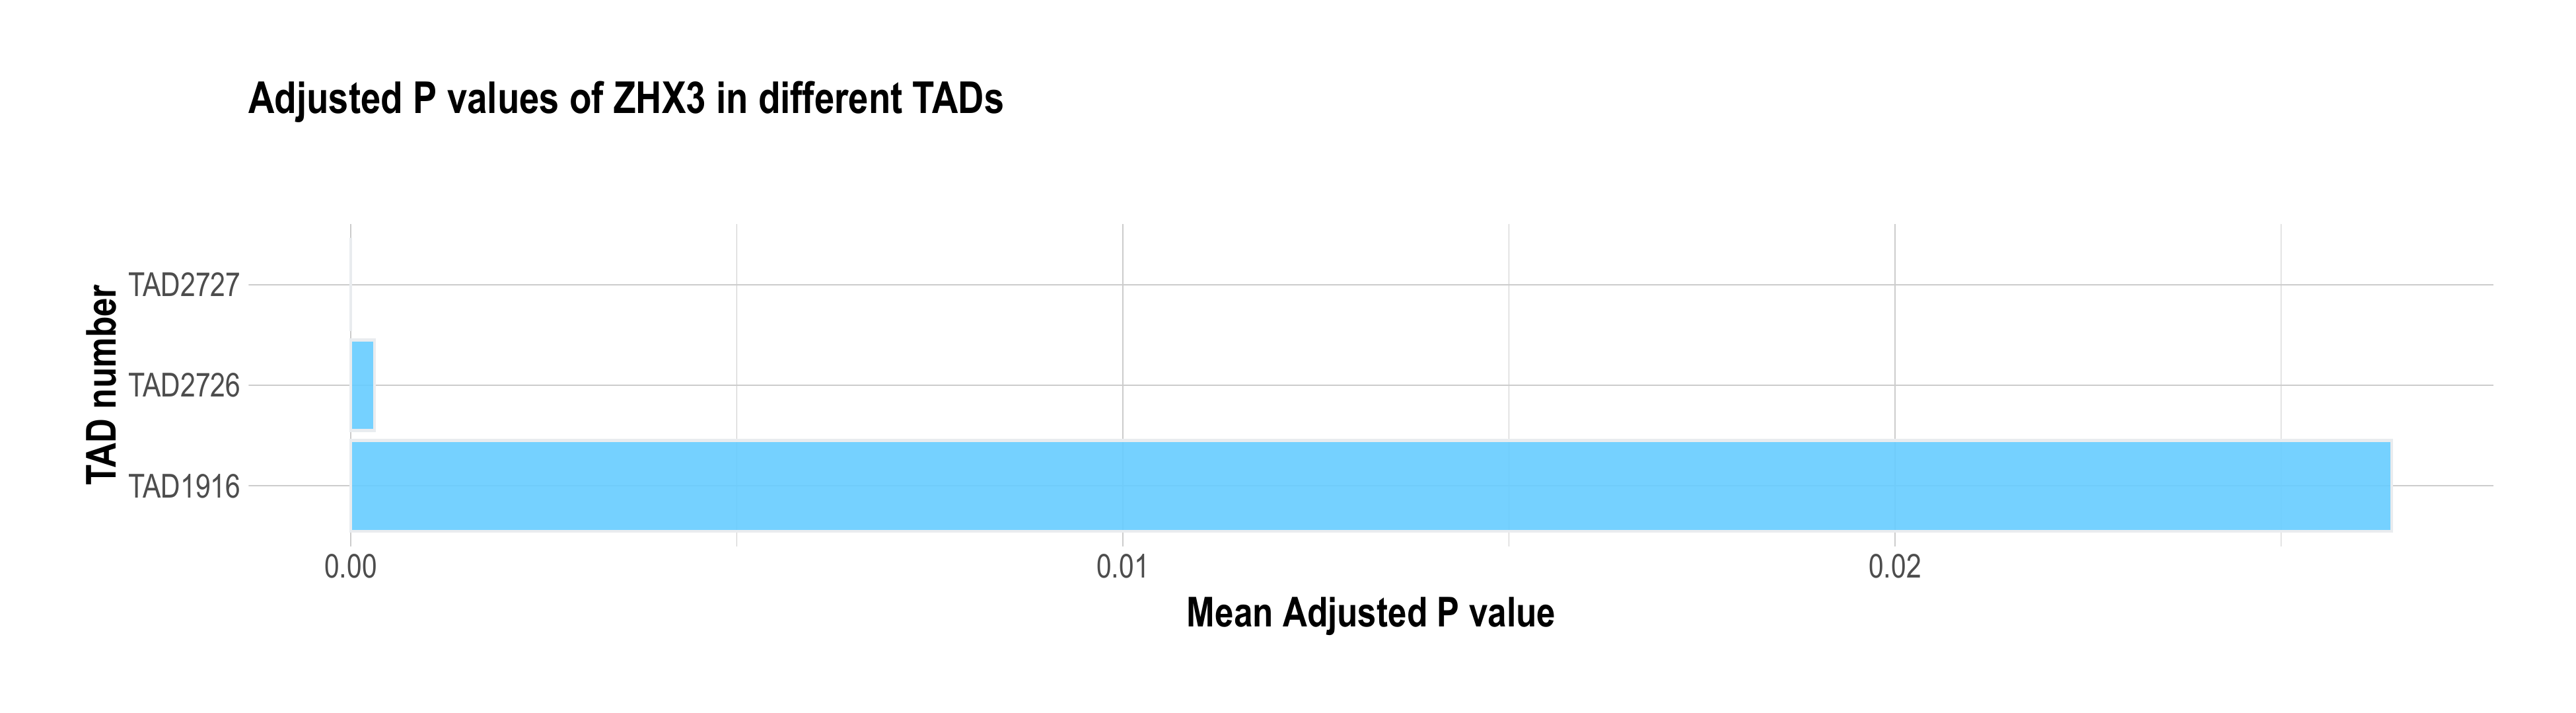 Adjusted P values of ZHX3 in different TADs
TAD number
TAD2727
TAD2726
TAD1916
0.00
0.01
0.02
Mean Adjusted P value